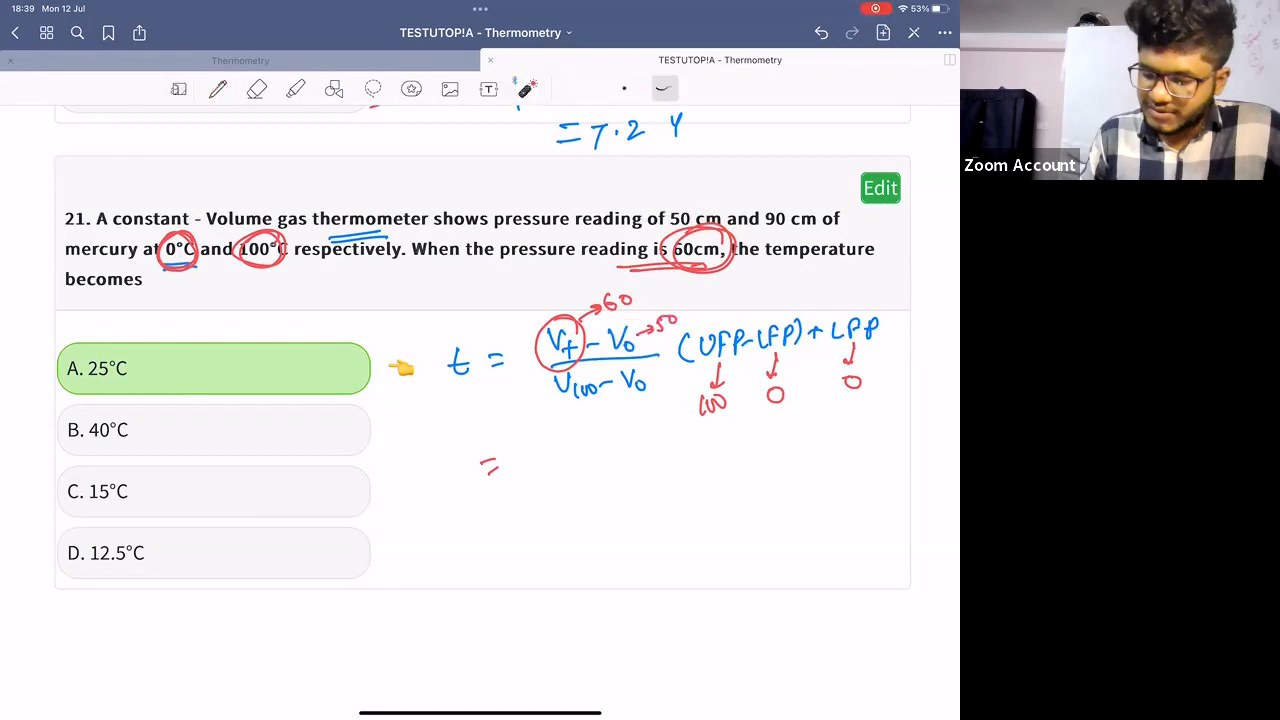 18:39 Mon 12 Jul
53%
TESTUTOP!A - Thermometry
Thermometry
TESTUTOP!A - Thermometry
= 7.2 Y
Edit
21. A constant - Volume gas thermometer shows pressure reading of 50 cm and 90 cm of
mercury at 0°C and 100°C respectively. When the pressure reading is 60cm, the temperature
becomes
→60
→50
t = Vt - V0 / V100 - V0 (UFP-LFP) + LFP
100 0 0
=
A. 25°C
B. 40°C
C. 15°C
D. 12.5°C
Zoom Account